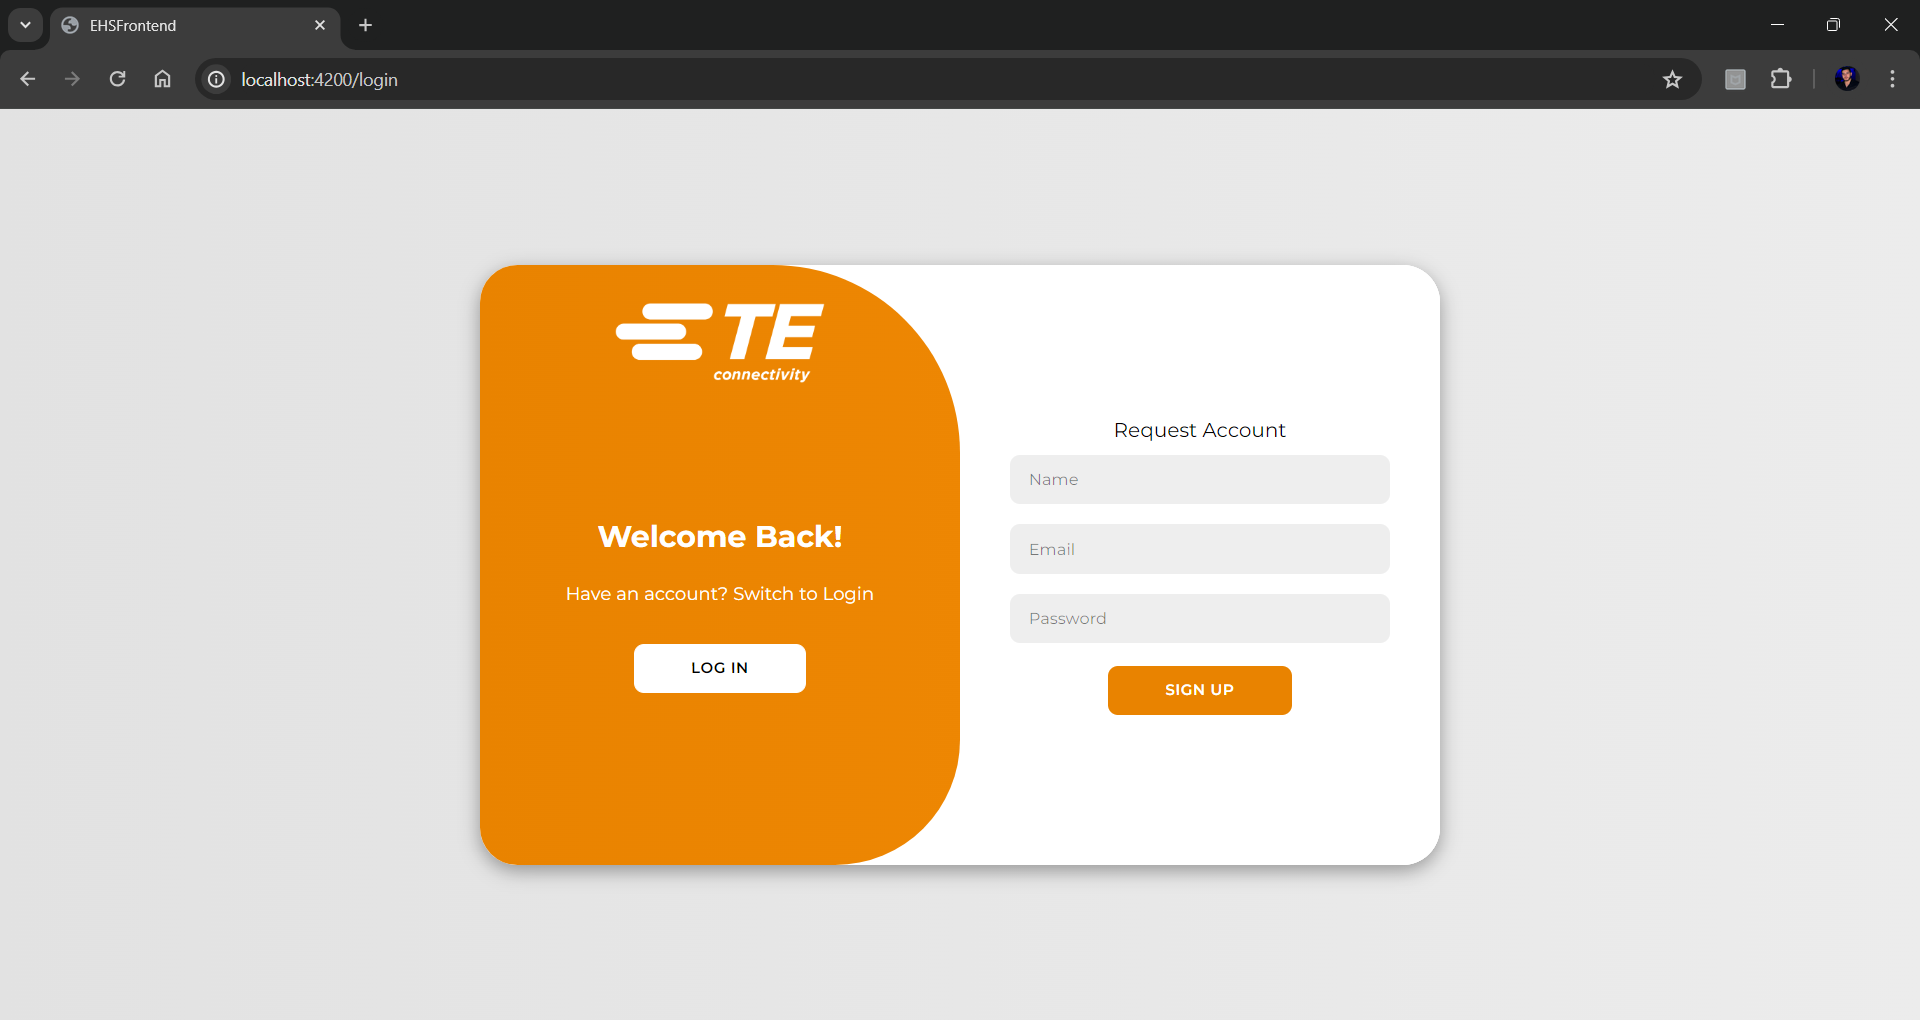 EHSFrontend
localhost:4200/login
TE
connectivity
Welcome Back!
Have an account? Switch to Login
LOG IN
Request Account
Name
Email
Password
SIGN UP